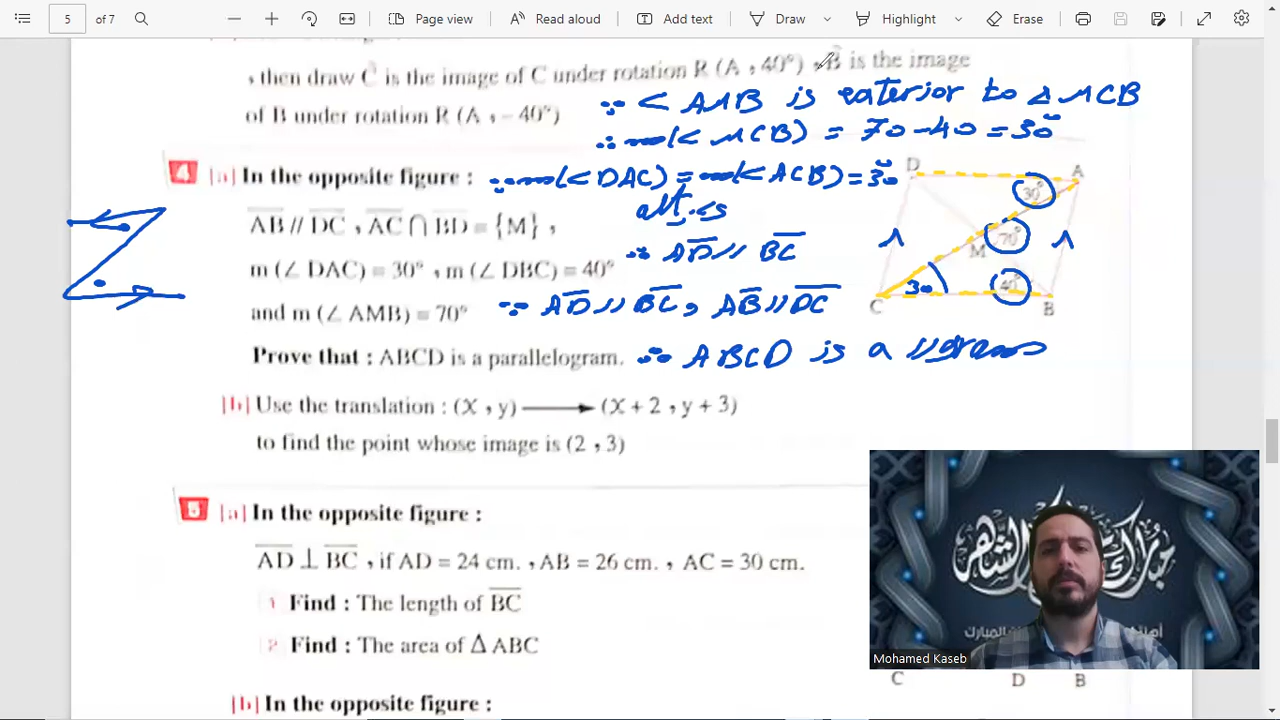 5 of 7
Page view
Read aloud
Add text
Draw
Highlight
Erase
, then draw Ć is the image of C under rotation R (A , 40°) , B́ is the image
of B under rotation R (A , – 40°)
∵ < AMB is exterior to Δ MCB
∴ m(< MCB) = 70-40 = 30°
4 [a] In the opposite figure :
∵ m(< DAC) = m(< ACB) = 30°
alt. <s
AB // DC , AC ∩ BD = {M} ,
∴ AD // BC
m (∠ DAC) = 30° , m (∠ DBC) = 40°
∵ AD // BC , AB // DC
and m (∠ AMB) = 70°
Prove that : ABCD is a parallelogram.
∴ ABCD is a //gram
D
A
30°
70°
M
30
40°
C
B
[b] Use the translation : (X , y) ⟶ (X + 2 , y + 3)
to find the point whose image is (2 , 3)
5 [a] In the opposite figure :
AD ⊥ BC , if AD = 24 cm. , AB = 26 cm. , AC = 30 cm.
1 Find : The length of BC
2 Find : The area of Δ ABC
[b] In the opposite figure :
مبارك
الشهر
المبارك
Mohamed Kaseb
C
D
B